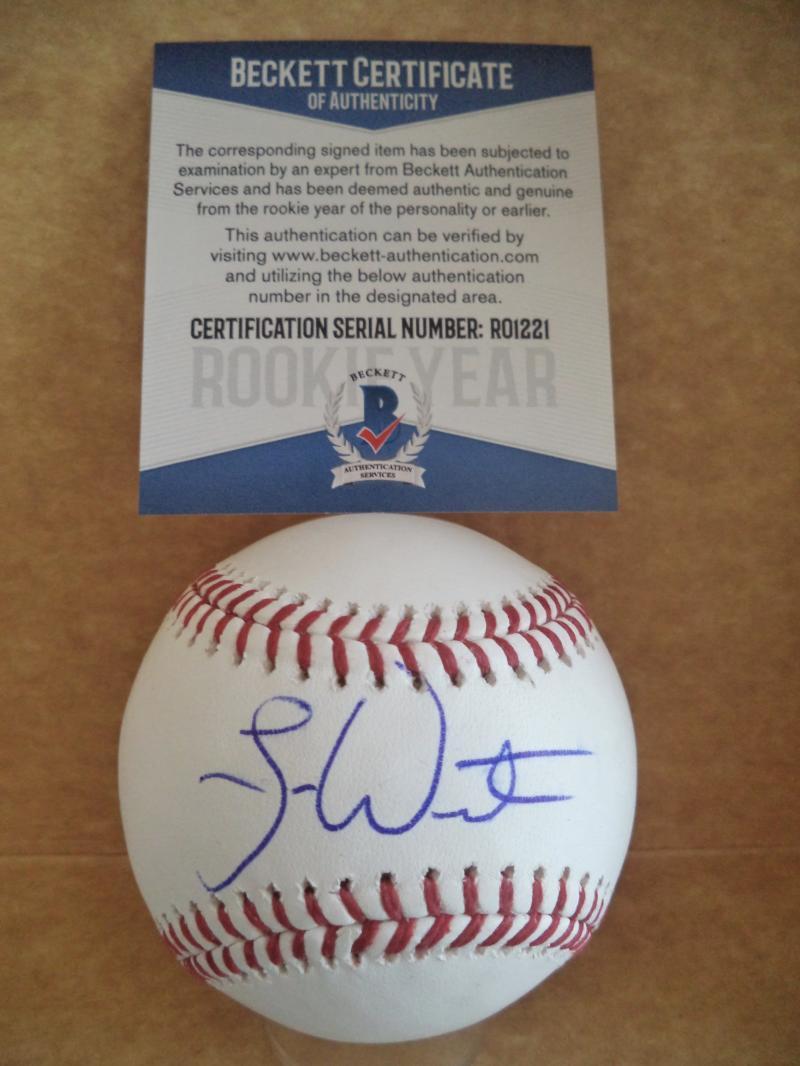 BECKETT CERTIFICATE
OF AUTHENTICITY
The corresponding signed item has been subjected to
examination by an expert from Beckett Authentication
Services and has been deemed authentic and genuine
from the rookie year of the personality or earlier.
This authentication can be verified by
visiting www.beckett-authentication.com
and utilizing the below authentication
number in the designated area.
CERTIFICATION SERIAL NUMBER: R01221
ROOKIE YEAR
BECKETT
B
AUTHENTICATION
SERVICES